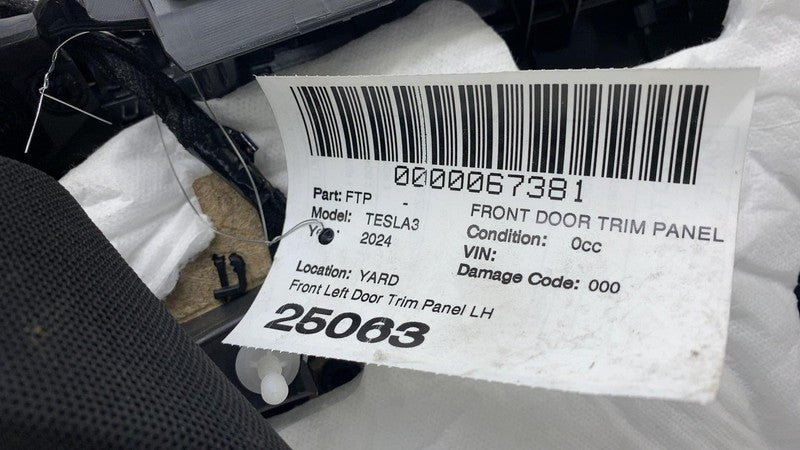 0000067381
Part: FTP - FRONT DOOR TRIM PANEL
Model: TESLA3 Condition: 0cc
2024 VIN:
Location: YARD Damage Code: 000
Front Left Door Trim Panel LH
25063